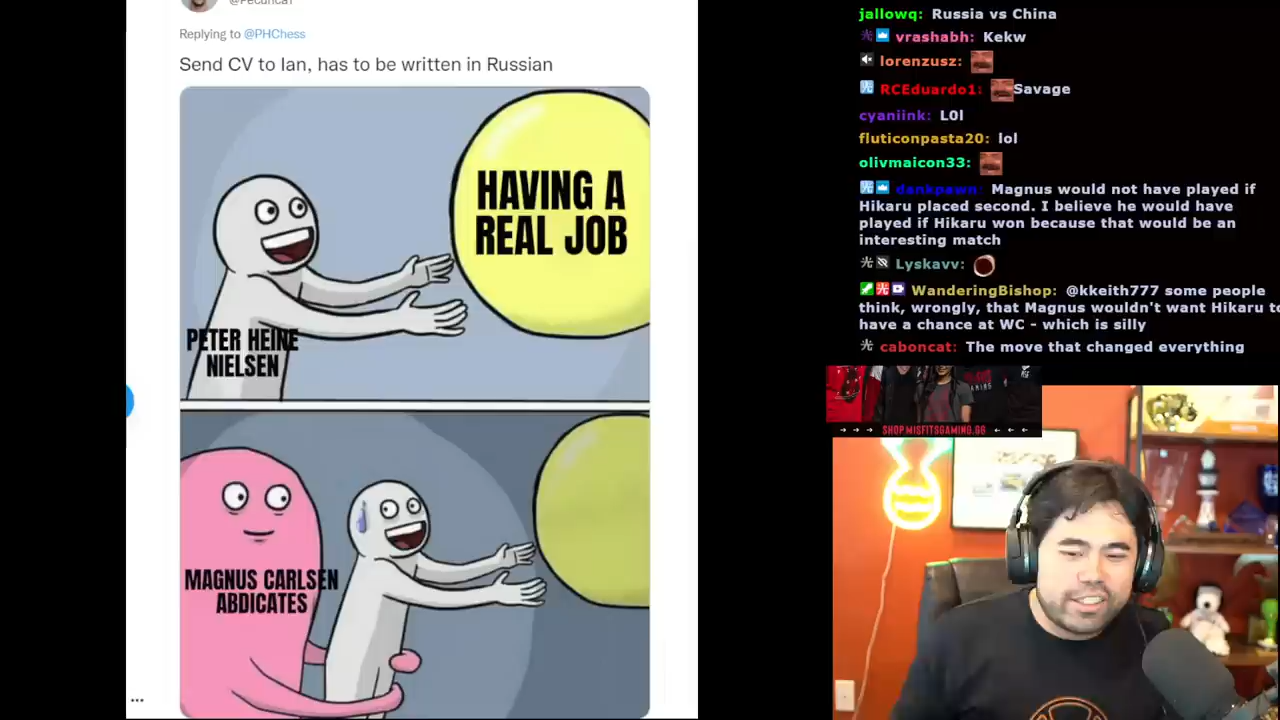 Replying to @PHChess
Send CV to Ian, has to be written in Russian
HAVING A
REAL JOB
PETER HEINE
NIELSEN
MAGNUS CARLSEN
ABDICATES
...
jallowq: Russia vs China
vrashabh: Kekw
lorenzusz:
RCEduardo1: Savage
cyaniink: L0l
fluticonpasta20: lol
olivmaicon33:
dankpawn: Magnus would not have played if
Hikaru placed second. I believe he would have
played if Hikaru won because that would be an
interesting match
Lyskavv:
WanderingBishop: @kkeith777 some people
think, wrongly, that Magnus wouldn't want Hikaru to
have a chance at WC - which is silly
caboncat: The move that changed everything
SHOP.MISFITSGAMING.GG